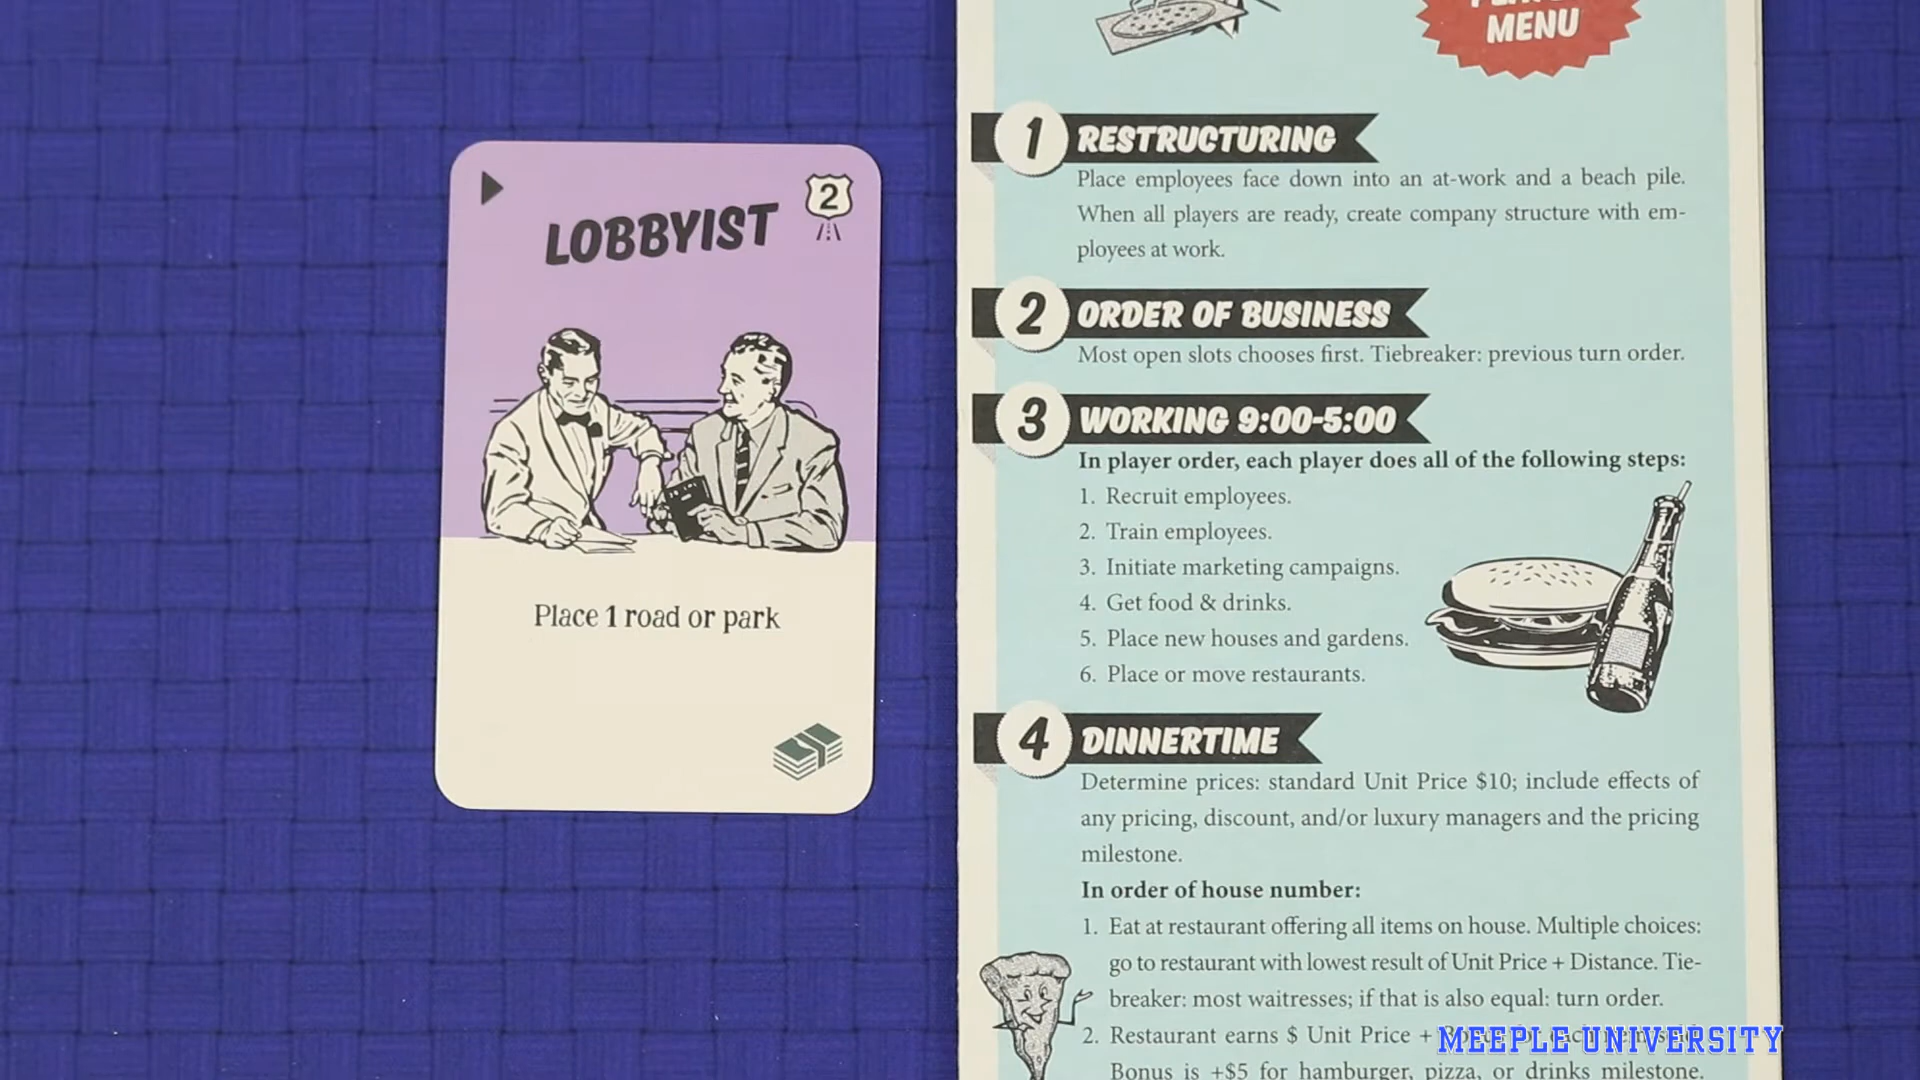 2
LOBBYIST
Place 1 road or park
MENU
1 RESTRUCTURING
Place employees face down into an at-work and a beach pile.
When all players are ready, create company structure with em-
ployees at work.
2 ORDER OF BUSINESS
Most open slots chooses first. Tiebreaker: previous turn order.
3 WORKING 9:00-5:00
In player order, each player does all of the following steps:
1. Recruit employees.
2. Train employees.
3. Initiate marketing campaigns.
4. Get food & drinks.
5. Place new houses and gardens.
6. Place or move restaurants.
4 DINNERTIME
Determine prices: standard Unit Price $10; include effects of
any pricing, discount, and/or luxury managers and the pricing
milestone.
In order of house number:
1. Eat at restaurant offering all items on house. Multiple choices:
go to restaurant with lowest result of Unit Price + Distance. Tie-
breaker: most waitresses; if that is also equal: turn order.
2. Restaurant earns $ Unit Price +
Bonus is +$5 for hamburger, pizza, or drinks milestone.
MEEPLE UNIVERSITY